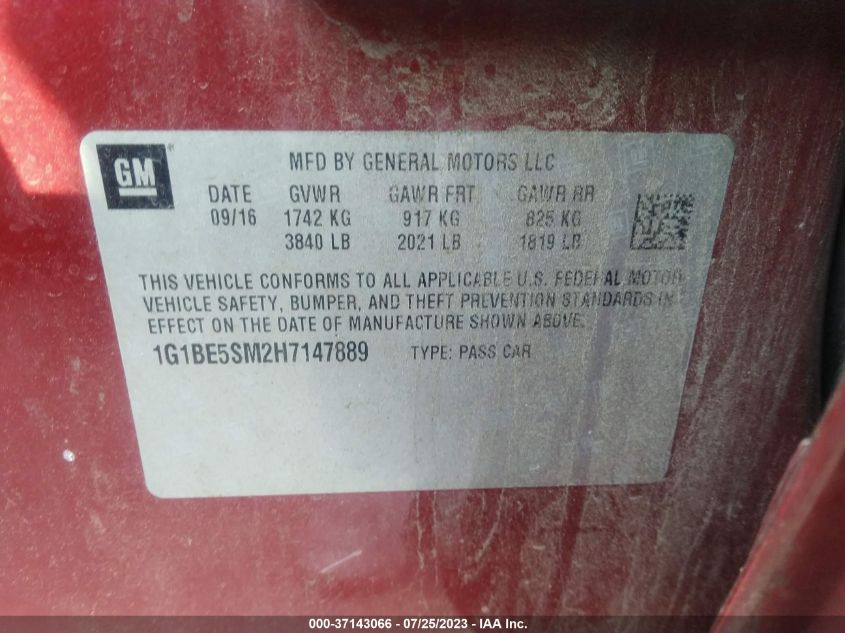 GM ®
MFD BY GENERAL MOTORS LLC
DATE GVWR GAWR FRT GAWR RR
09/16 1742 KG 917 KG 825 KG
3840 LB 2021 LB 1819 LB
THIS VEHICLE CONFORMS TO ALL APPLICABLE U.S. FEDERAL MOTOR
VEHICLE SAFETY, BUMPER, AND THEFT PREVENTION STANDARDS IN
EFFECT ON THE DATE OF MANUFACTURE SHOWN ABOVE.
1G1BE5SM2H7147889 TYPE: PASS CAR
000-37143066 - 07/25/2023 - IAA Inc.